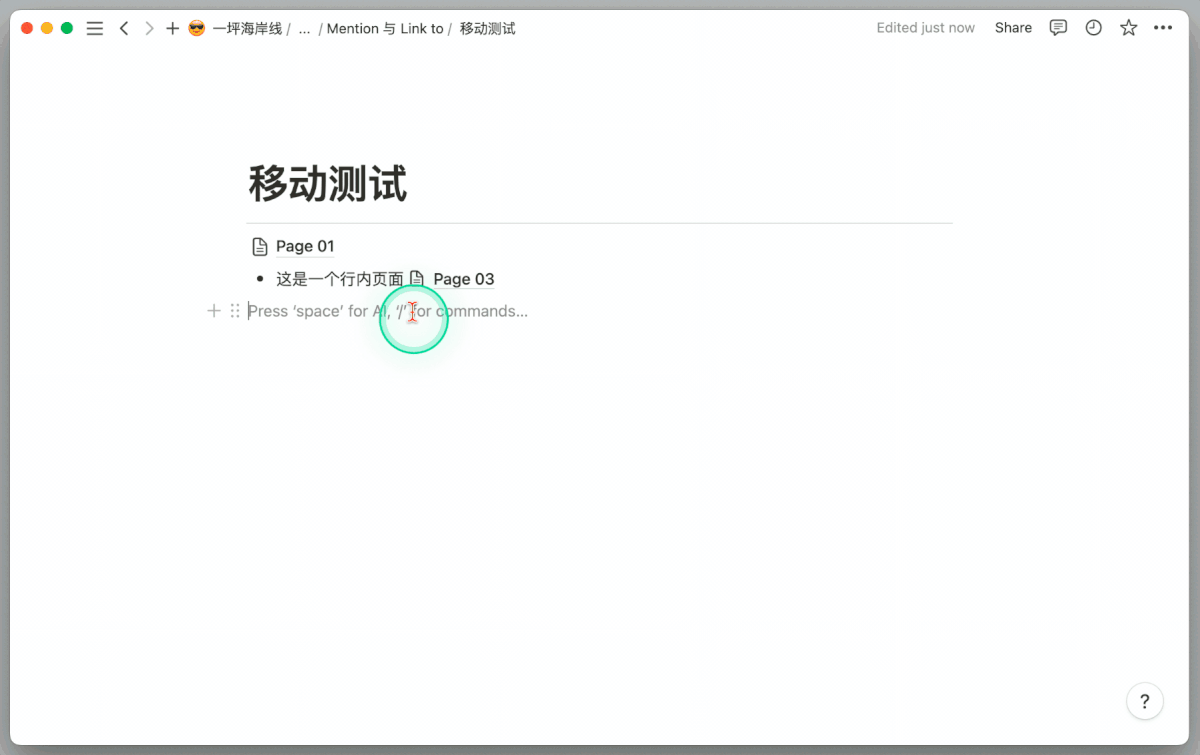 一坪海岸线 / ... / Mention 与 Link to / 移动测试
Edited just now Share
移动测试
Page 01
• 这是一个行内页面 Page 03
Press ‘space’ for AI, ‘/’ for commands...
?